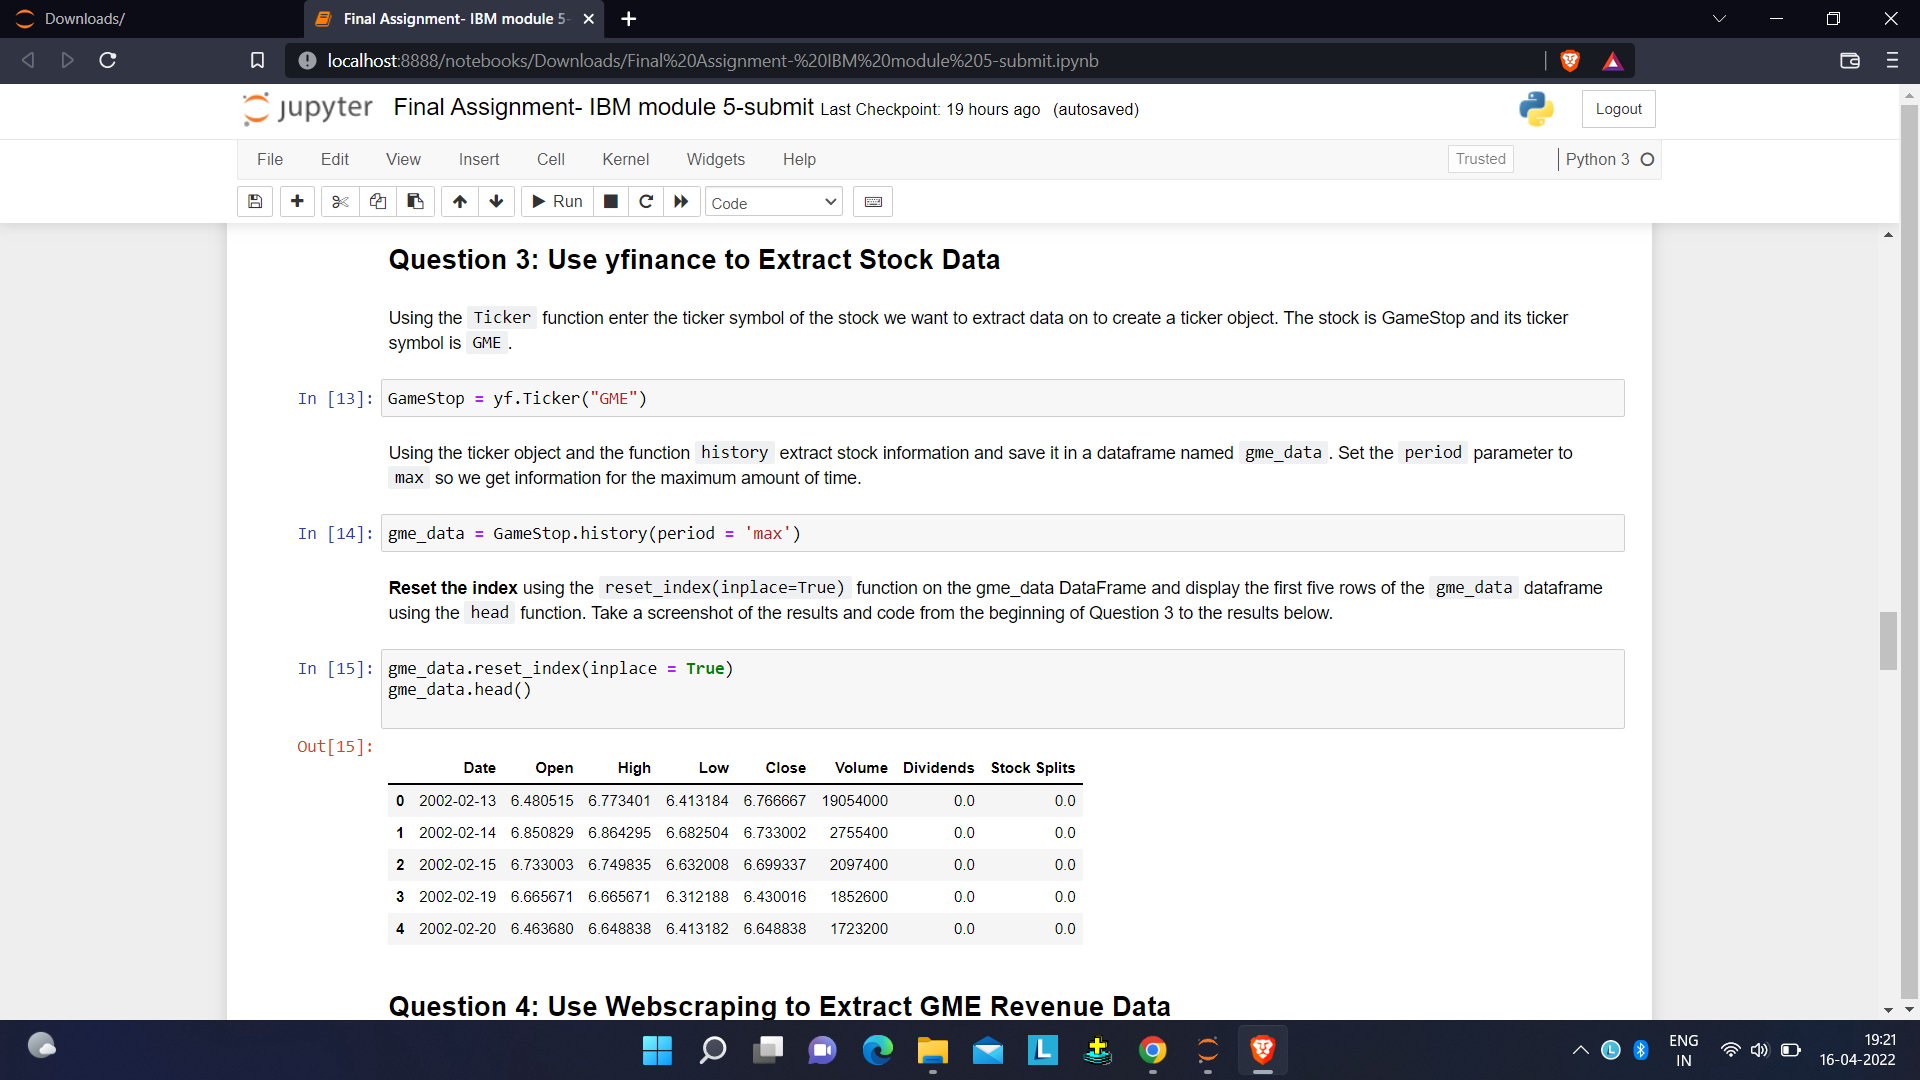 Downloads/
Final Assignment- IBM module 5-
localhost:8888/notebooks/Downloads/Final%20Assignment-%20IBM%20module%205-submit.ipynb
jupyter Final Assignment- IBM module 5-submit Last Checkpoint: 19 hours ago (autosaved)
Logout
File Edit View Insert Cell Kernel Widgets Help
Trusted
Python 3
Run
Code
Question 3: Use yfinance to Extract Stock Data
Using the Ticker function enter the ticker symbol of the stock we want to extract data on to create a ticker object. The stock is GameStop and its ticker
symbol is GME .
In [13]: GameStop = yf.Ticker("GME")
Using the ticker object and the function history extract stock information and save it in a dataframe named gme_data . Set the period parameter to
max so we get information for the maximum amount of time.
In [14]: gme_data = GameStop.history(period = 'max')
Reset the index using the reset_index(inplace=True) function on the gme_data DataFrame and display the first five rows of the gme_data dataframe
using the head function. Take a screenshot of the results and code from the beginning of Question 3 to the results below.
In [15]: gme_data.reset_index(inplace = True)
gme_data.head()
Out[15]:
Date Open High Low Close Volume Dividends Stock Splits
0 2002-02-13 6.480515 6.773401 6.413184 6.766667 19054000 0.0 0.0
1 2002-02-14 6.850829 6.864295 6.682504 6.733002 2755400 0.0 0.0
2 2002-02-15 6.733003 6.749835 6.632008 6.699337 2097400 0.0 0.0
3 2002-02-19 6.665671 6.665671 6.312188 6.430016 1852600 0.0 0.0
4 2002-02-20 6.463680 6.648838 6.413182 6.648838 1723200 0.0 0.0
Question 4: Use Webscraping to Extract GME Revenue Data
L
L
ENG
IN
19:21
16-04-2022